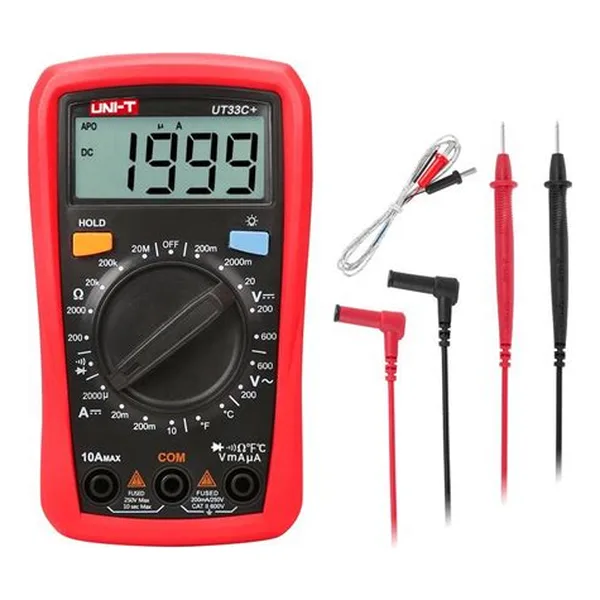 UNI-T
UT33C+
APO
µ A
DC
1999
HOLD
OFF
20M
200m
200k
2000m
20k
20
Ω
V⎓
2000
200
200
600
600
V~
2000µ
200
A⎓
°C
20m
°F
200m
10
Ω°F°C
VmAµA
10AMAX
COM
FUSED
250V Max
10 sec Max
FUSED
200mA/250V
CAT II 600V